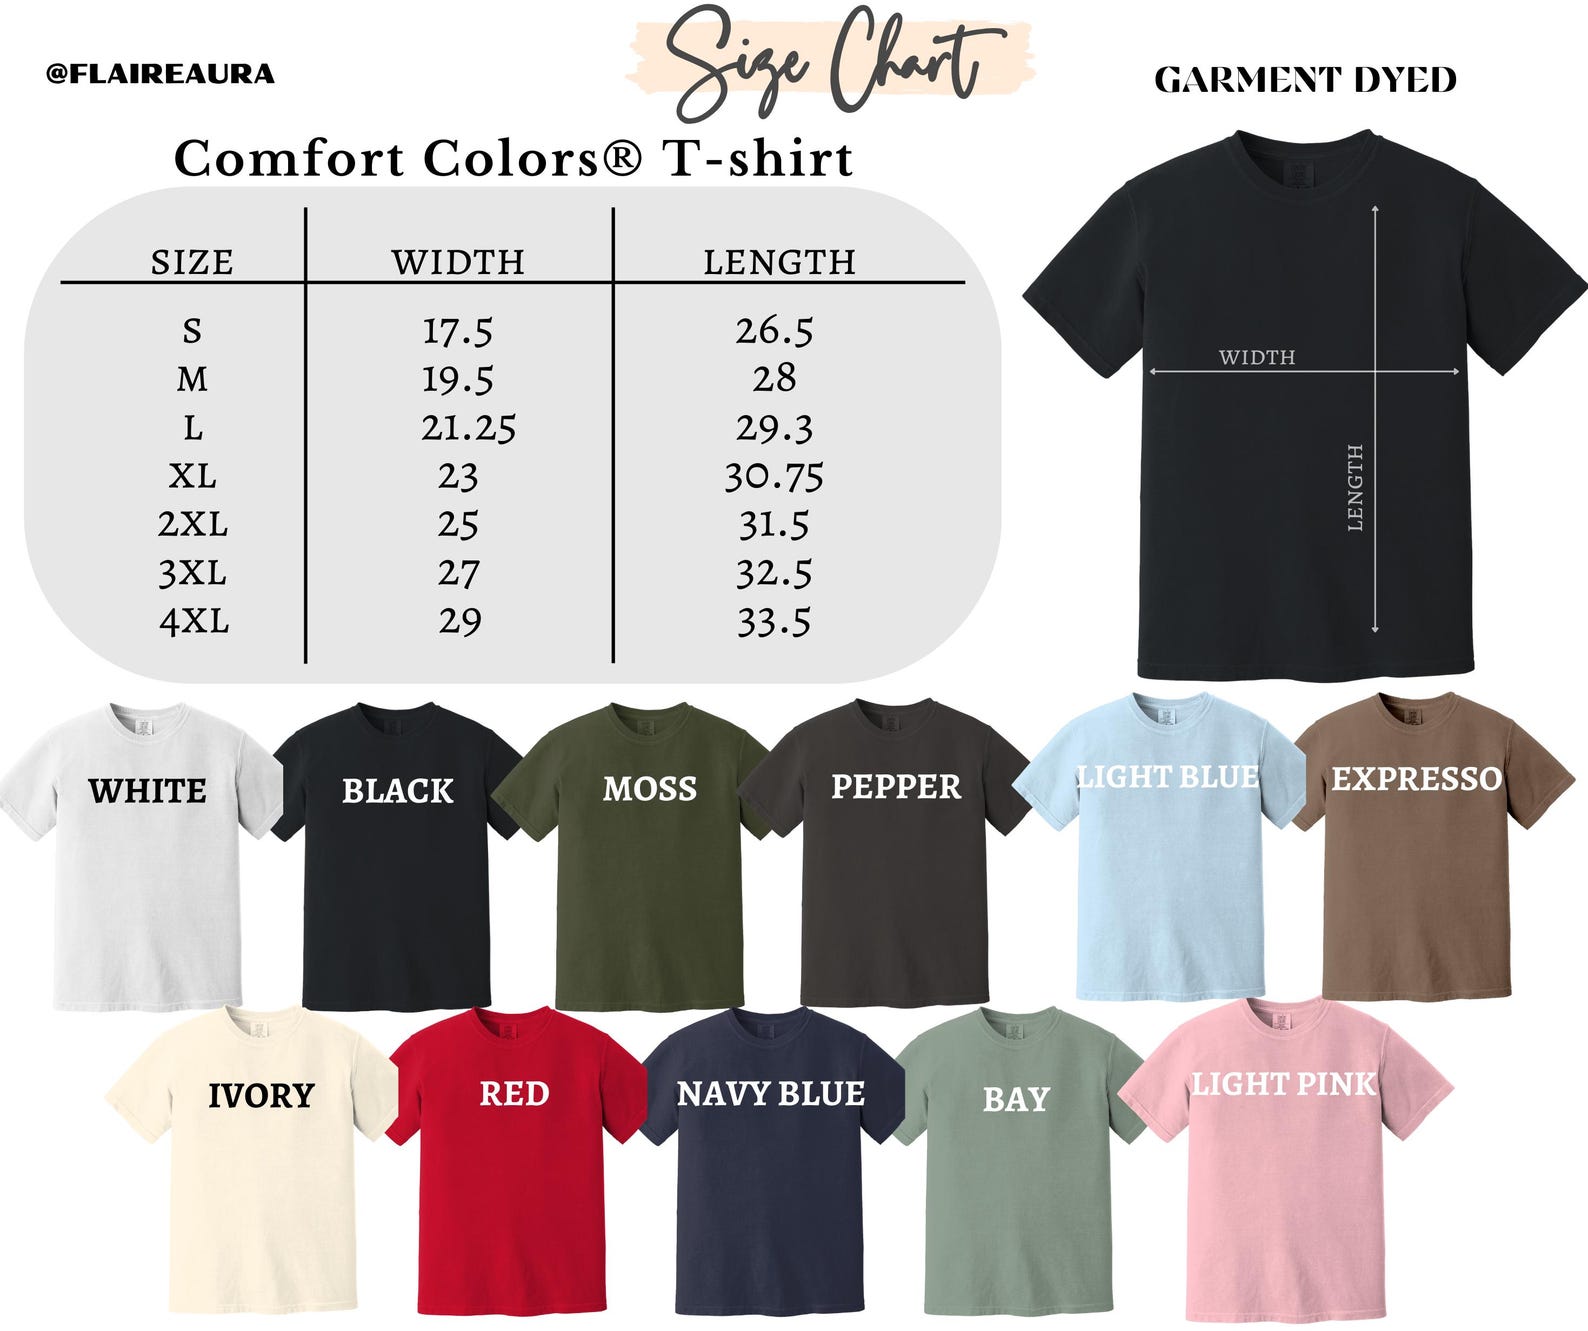 @FLAIREAURA
Size Chart
GARMENT DYED
Comfort Colors® T-shirt
SIZE WIDTH LENGTH
S 17.5 26.5
M 19.5 28
L 21.25 29.3
XL 23 30.75
2XL 25 31.5
3XL 27 32.5
4XL 29 33.5
WIDTH
LENGTH
WHITE
BLACK
MOSS
PEPPER
LIGHT BLUE
EXPRESSO
IVORY
RED
NAVY BLUE
BAY
LIGHT PINK